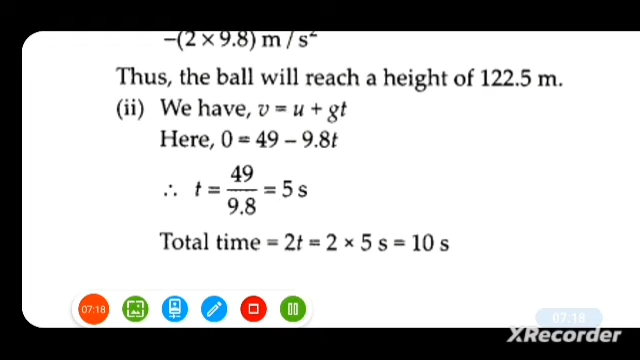 –(2 × 9.8) m / s²
Thus, the ball will reach a height of 122.5 m.
(ii) We have, v = u + gt
Here, 0 = 49 – 9.8t
∴ t = 49/9.8 = 5 s
Total time = 2t = 2 × 5 s = 10 s
07:18
07:18
XRecorder